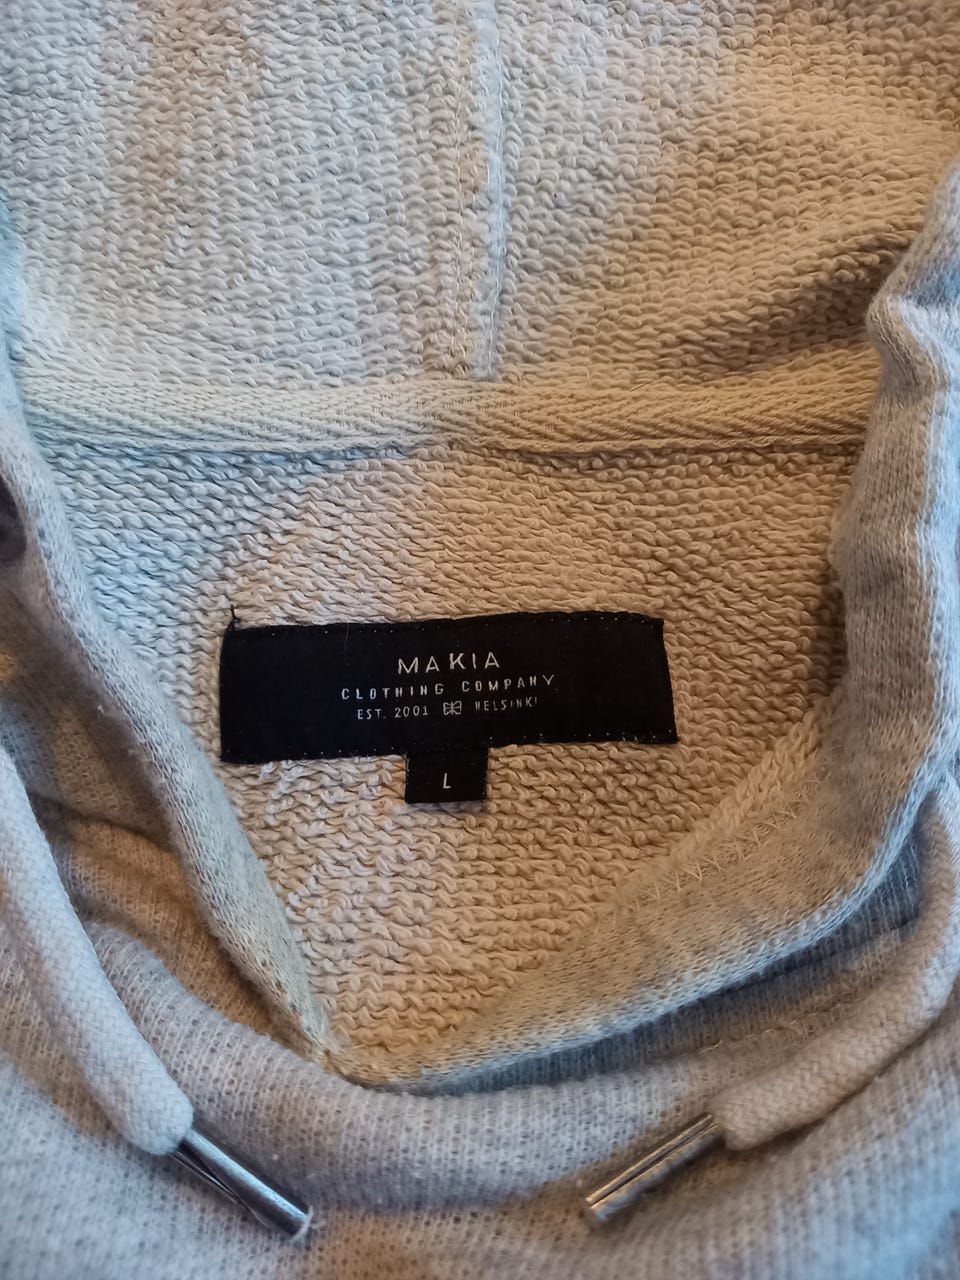 MAKIA
CLOTHING COMPANY
EST. 2001 HELSINKI
L